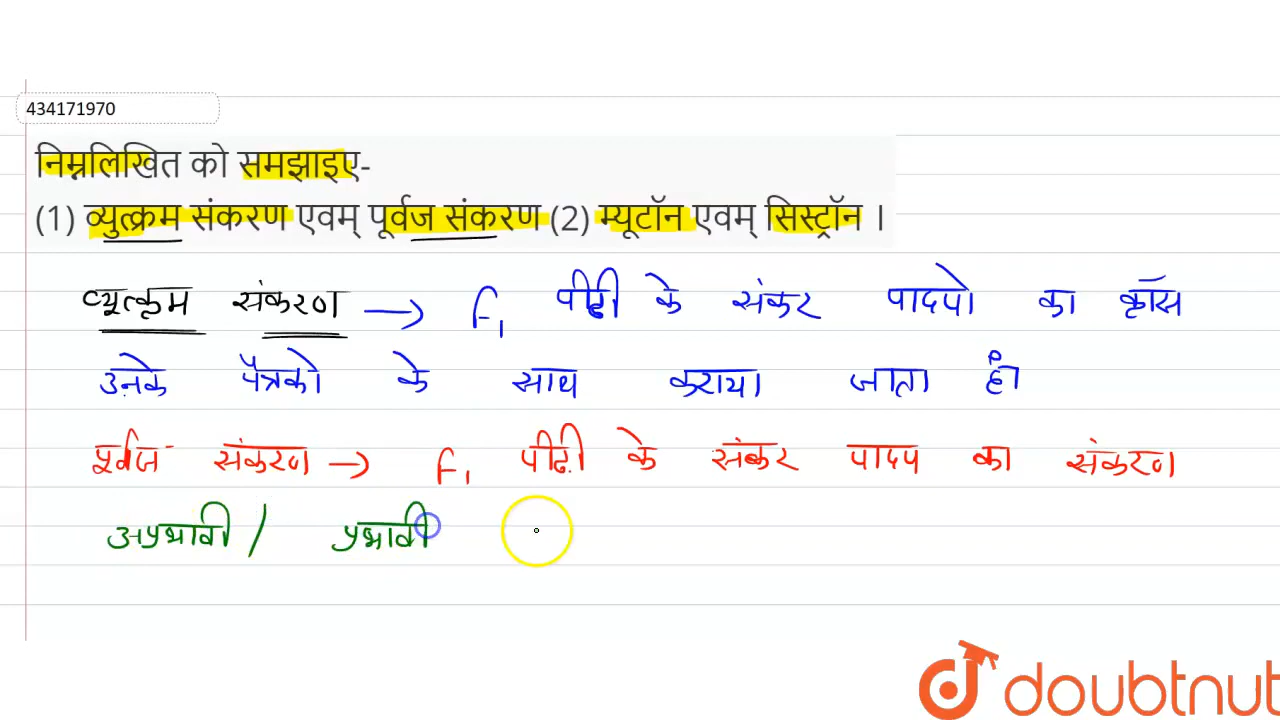 434171970
निम्नलिखित को समझाइए-
(1) व्युत्क्रम संकरण एवम् पूर्वज संकरण (2) म्यूटॉन एवम् सिस्ट्रॉन ।
व्यूत्क्रम संकरण → F₁ पीढ़ी के संकर पादपो का क्रॉस
उनके पैत्रको के साथ कराया जाता है।
पूर्वज संकरण → F₁ पीढ़ी के संकर पादप का संकरण
अप्रभावी / प्रभावी
doubtnut